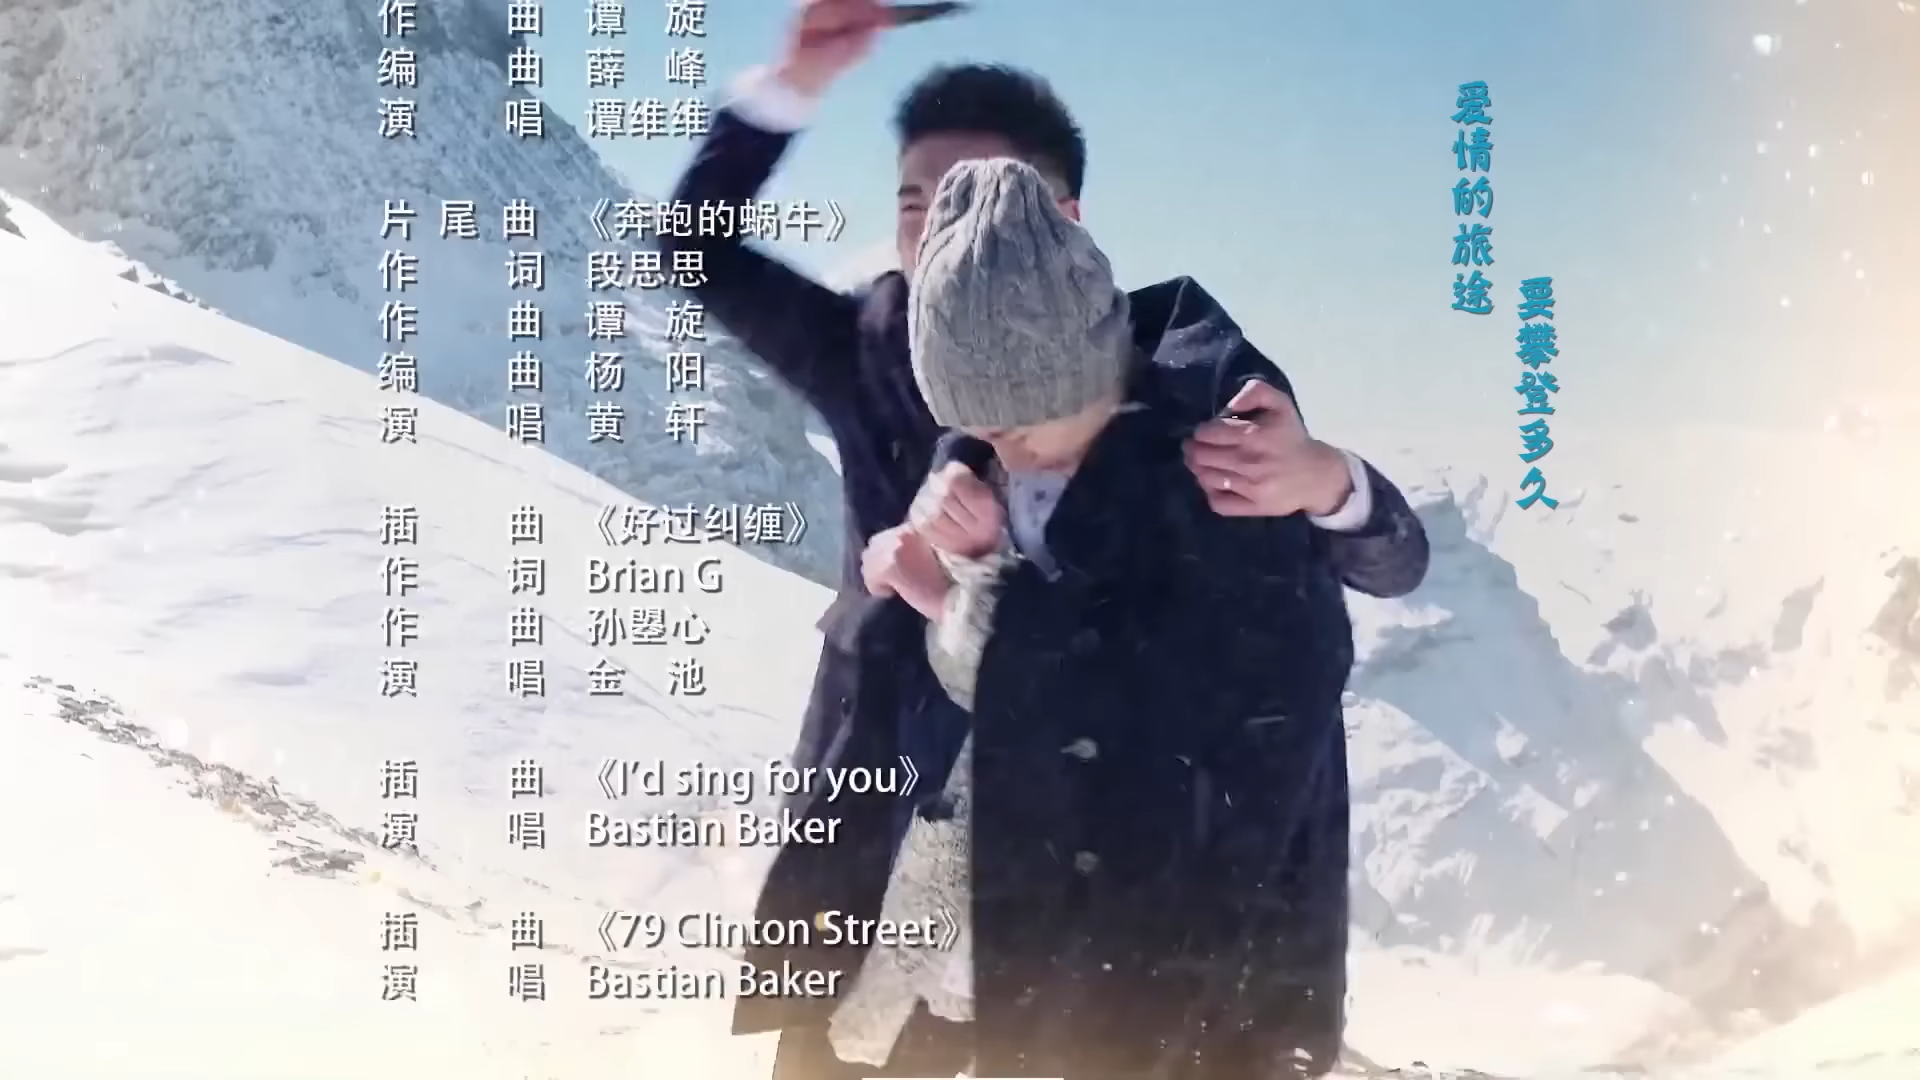 作曲 谭旋
编曲 薛峰
演唱 谭维维
片尾曲 《奔跑的蜗牛》
作词 段思思
作曲 谭旋
编曲 杨阳
演唱 黄轩
插曲 《好过纠缠》
作词 Brian G
作曲 孙曌心
演唱 金池
插曲 《I'd sing for you》
演唱 Bastian Baker
插曲 《79 Clinton Street》
演唱 Bastian Baker
爱情的旅途
要攀登多久